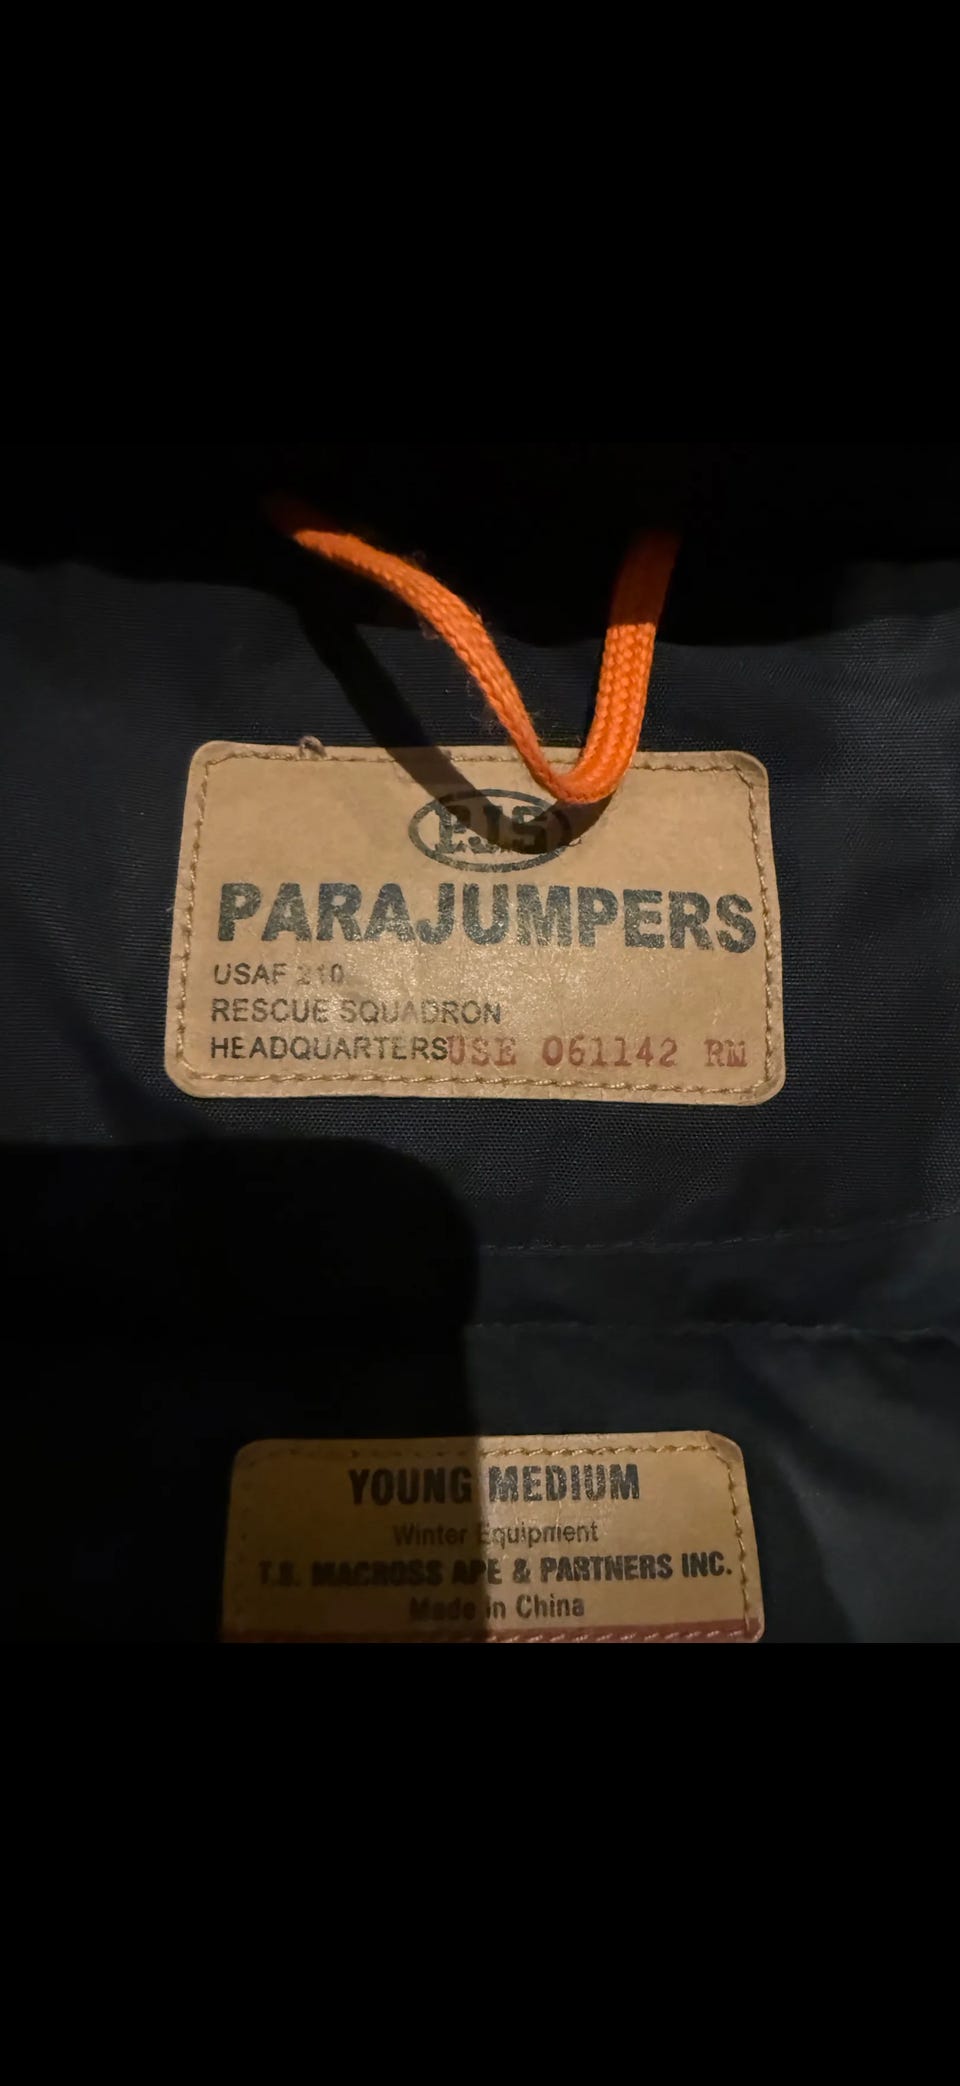 PJS
PARAJUMPERS
USAF 210
RESCUE SQUADRON
HEADQUARTERS USE 061142 RM
YOUNG MEDIUM
Winter Equipment
T.S. MACROSS APE & PARTNERS INC.
Made in China